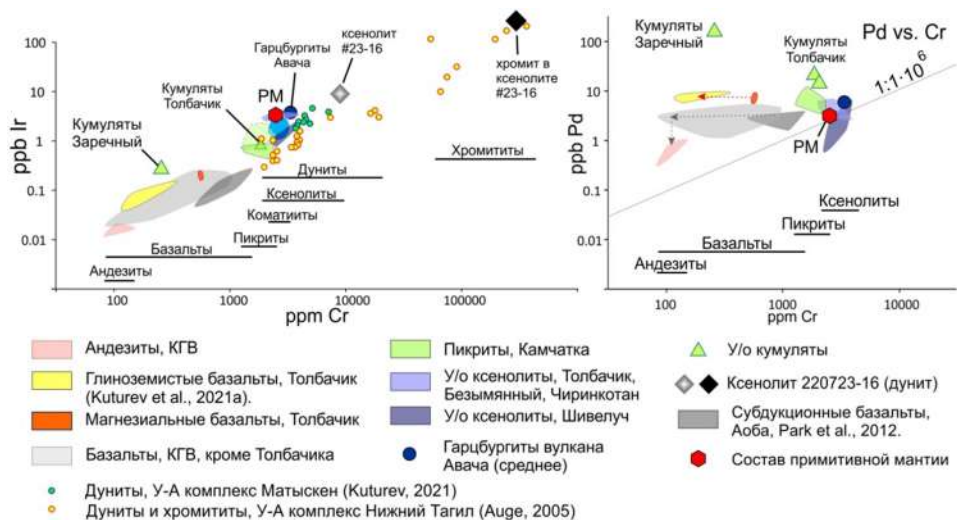 100
10
1
0.1
0.01
ppb Ir
Кумуляты
Заречный
Кумуляты
Толбачик
PM
Гарцбургиты
Авача
ксенолит
#23-16
хромит в
ксенолите
#23-16
Хромититы
Дуниты
Ксенолиты
Коматииты
Пикриты
Базальты
Андезиты
100
1000
10000
100000
ppm Cr
100
10
1
0.1
0.01
ppb Pd
Кумуляты
Заречный
Кумуляты
Толбачик
Pd vs. Cr
1:1·10⁶
PM
Ксенолиты
Пикриты
Базальты
Андезиты
100
1000
10000
ppm Cr
Андезиты, КГВ
Глиноземистые базальты, Толбачик
(Kuturev et al., 2021a).
Магнезиальные базальты, Толбачик
Базальты, КГВ, кроме Толбачика
Дуниты, У-А комплекс Матыскен (Kuturev, 2021)
Дуниты и хромититы, У-А комплекс Нижний Тагил (Auge, 2005)
Пикриты, Камчатка
У/о ксенолиты, Толбачик,
Безымянный, Чиринкотан
У/о ксенолиты, Шивелуч
Гарцбургиты вулкана
Авача (среднее)
У/о кумуляты
Ксенолит 220723-16 (дунит)
Субдукционные базальты,
Аоба, Park et al., 2012.
Состав примитивной мантии